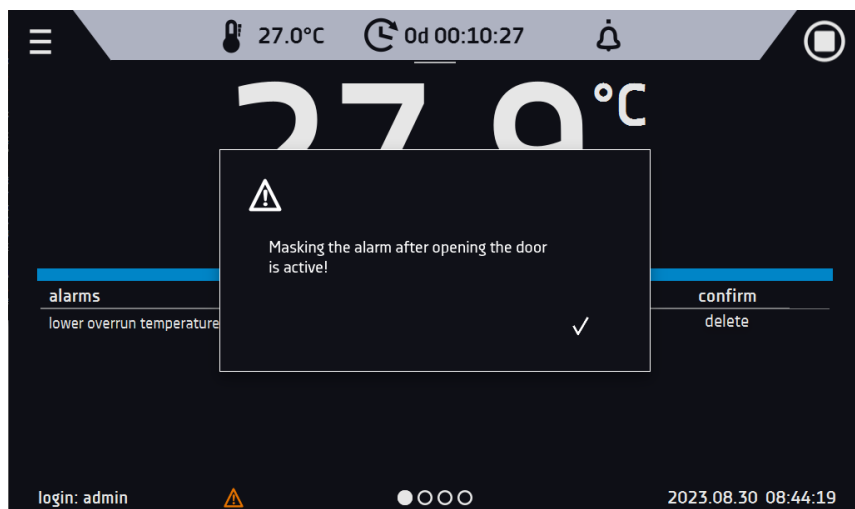 27.0°C 0d 00:10:27
°C
Masking the alarm after opening the door
is active!
alarms confirm
lower overrun temperature delete
login: admin 2023.08.30 08:44:19